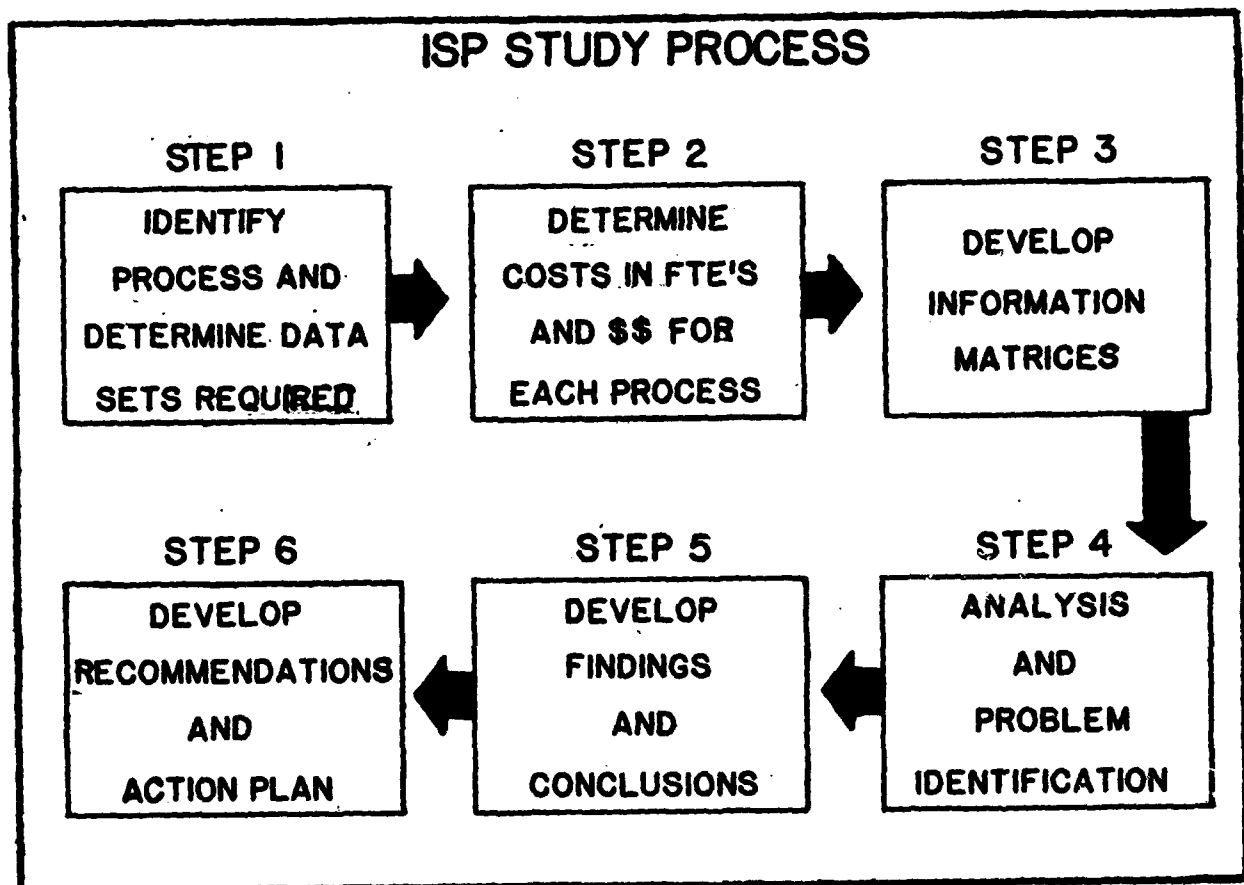 ISP STUDY PROCESS
STEP 1
IDENTIFY
PROCESS AND
DETERMINE DATA
SETS REQUIRED
STEP 2
DETERMINE
COSTS IN FTE'S
AND $$ FOR
EACH PROCESS
STEP 3
DEVELOP
INFORMATION
MATRICES
STEP 4
ANALYSIS
AND
PROBLEM
IDENTIFICATION
STEP 5
DEVELOP
FINDINGS
AND
CONCLUSIONS
STEP 6
DEVELOP
RECOMMENDATIONS
AND
ACTION PLAN